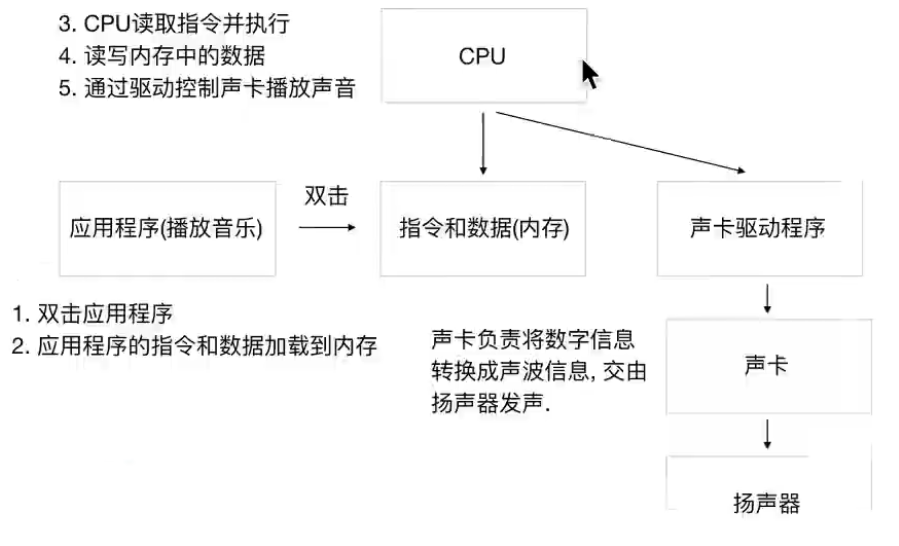 3. CPU读取指令并执行
4. 读写内存中的数据
5. 通过驱动控制声卡播放声音
CPU
应用程序(播放音乐)
双击
指令和数据(内存)
声卡驱动程序
1. 双击应用程序
2. 应用程序的指令和数据加载到内存
声卡负责将数字信息
转换成声波信息, 交由
扬声器发声.
声卡
扬声器